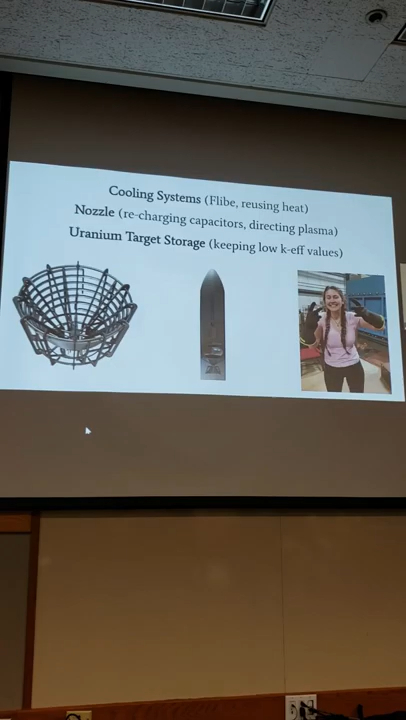 Cooling Systems (Flibe, reusing heat)
Nozzle (re-charging capacitors, directing plasma)
Uranium Target Storage (keeping low k-eff values)